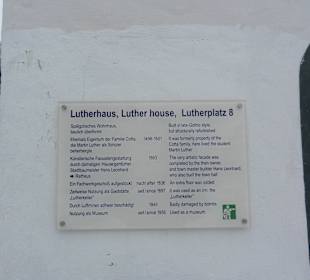 Lutherhaus, Luther house, Lutherplatz 8
Spätgotisches Wohnhaus, Built in late-Gothic style,
baulich überformt but structurally refurbished
Ehemals Eigentum der Familie Cotta, 1498-1501 It was formerly property of the
die Martin Luther als Schüler Cotta family, here lived the student
beherbergte Martin Luther
Künstlerische Fassadengestaltung 1563 The very artistic facade was
durch damaligen Hauseigentümer completed by the then owner,
Stadtbaumeister Hans Leonhard and town master builder Hans Leonhard,
➔ Rathaus who also built the town hall
Ein Fachwerkgeschoß aufgestockt nach/after 1636 An extra floor was added
Zeitweise Nutzung als Gaststätte seit/since 1897 It was used as an inn: the
„Lutherkeller“ "Lutherkeller"
Durch Luftminen schwer beschädigt Badly damaged by bombs
Nutzung als Museum seit/since 1956 Used as a museum